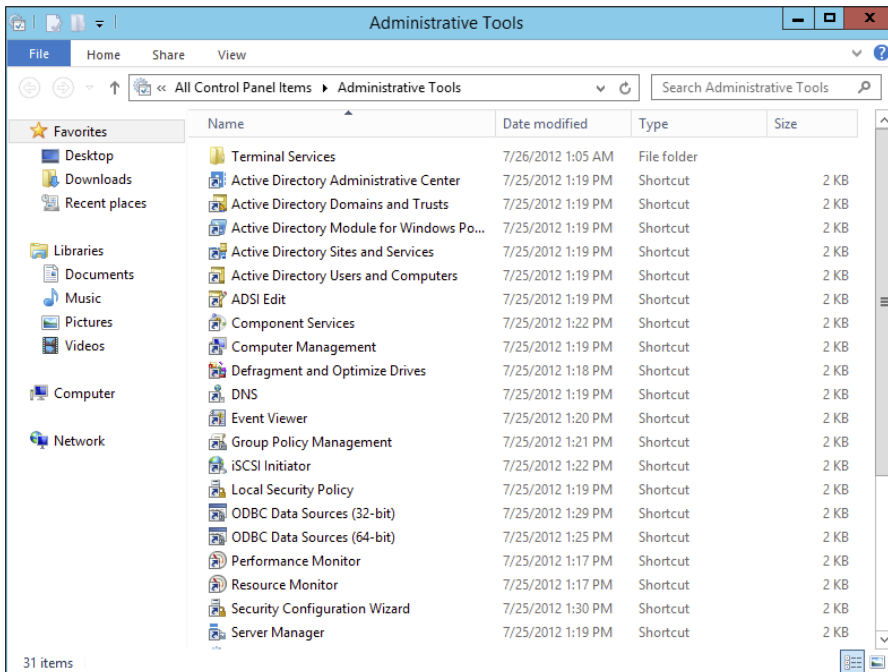 Administrative Tools
File Home Share View
« All Control Panel Items Administrative Tools Search Administrative Tools
Name Date modified Type Size
Favorites
Desktop
Downloads
Recent places
Libraries
Documents
Music
Pictures
Videos
Computer
Network
Terminal Services 7/26/2012 1:05 AM File folder
Active Directory Administrative Center 7/25/2012 1:19 PM Shortcut 2 KB
Active Directory Domains and Trusts 7/25/2012 1:19 PM Shortcut 2 KB
Active Directory Module for Windows Po... 7/25/2012 1:19 PM Shortcut 2 KB
Active Directory Sites and Services 7/25/2012 1:19 PM Shortcut 2 KB
Active Directory Users and Computers 7/25/2012 1:19 PM Shortcut 2 KB
ADSI Edit 7/25/2012 1:19 PM Shortcut 2 KB
Component Services 7/25/2012 1:22 PM Shortcut 2 KB
Computer Management 7/25/2012 1:19 PM Shortcut 2 KB
Defragment and Optimize Drives 7/25/2012 1:18 PM Shortcut 2 KB
DNS 7/25/2012 1:19 PM Shortcut 2 KB
Event Viewer 7/25/2012 1:20 PM Shortcut 2 KB
Group Policy Management 7/25/2012 1:21 PM Shortcut 2 KB
iSCSI Initiator 7/25/2012 1:22 PM Shortcut 2 KB
Local Security Policy 7/25/2012 1:19 PM Shortcut 2 KB
ODBC Data Sources (32-bit) 7/25/2012 1:29 PM Shortcut 2 KB
ODBC Data Sources (64-bit) 7/25/2012 1:25 PM Shortcut 2 KB
Performance Monitor 7/25/2012 1:17 PM Shortcut 2 KB
Resource Monitor 7/25/2012 1:17 PM Shortcut 2 KB
Security Configuration Wizard 7/25/2012 1:30 PM Shortcut 2 KB
Server Manager 7/25/2012 1:19 PM Shortcut 2 KB
31 items